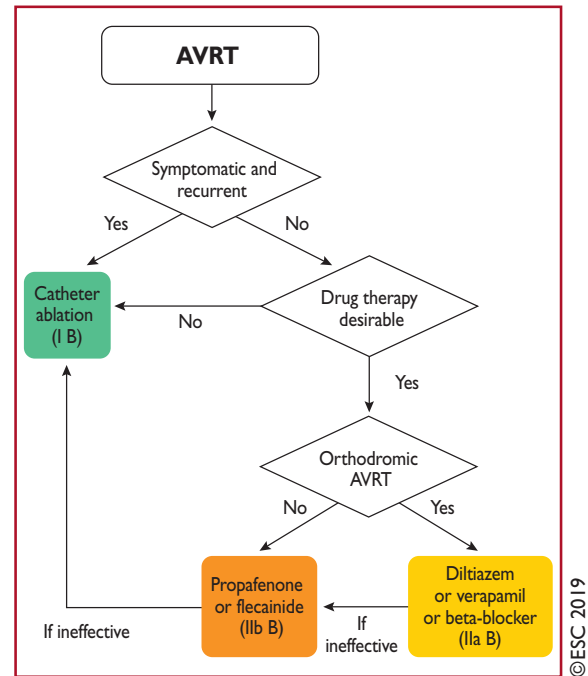 AVRT
Symptomatic and
recurrent
Yes
No
Catheter
ablation
(I B)
Drug therapy
desirable
No
Yes
Orthodromic
AVRT
No
Yes
Propafenone
or flecainide
(IIb B)
Diltiazem
or verapamil
or beta-blocker
(IIa B)
If ineffective
If
ineffective
©ESC 2019